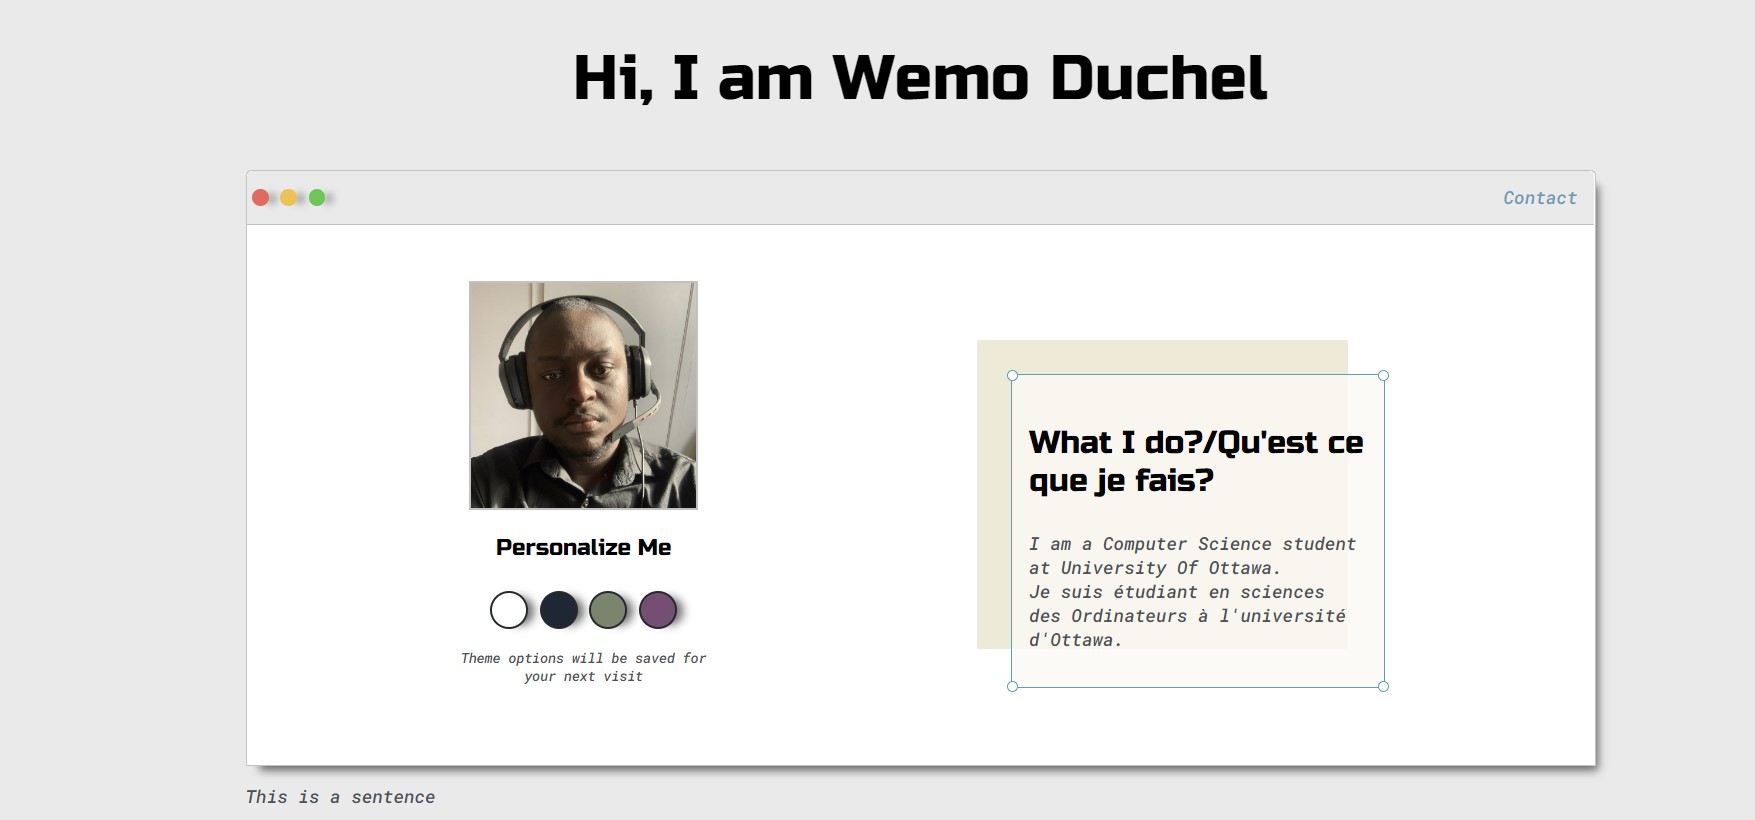 Hi, I am Wemo Duchel
Contact
Personalize Me
Theme options will be saved for
your next visit
What I do?/Qu'est ce
que je fais?
I am a Computer Science student
at University Of Ottawa.
Je suis étudiant en sciences
des Ordinateurs à l'université
d'Ottawa.
This is a sentence